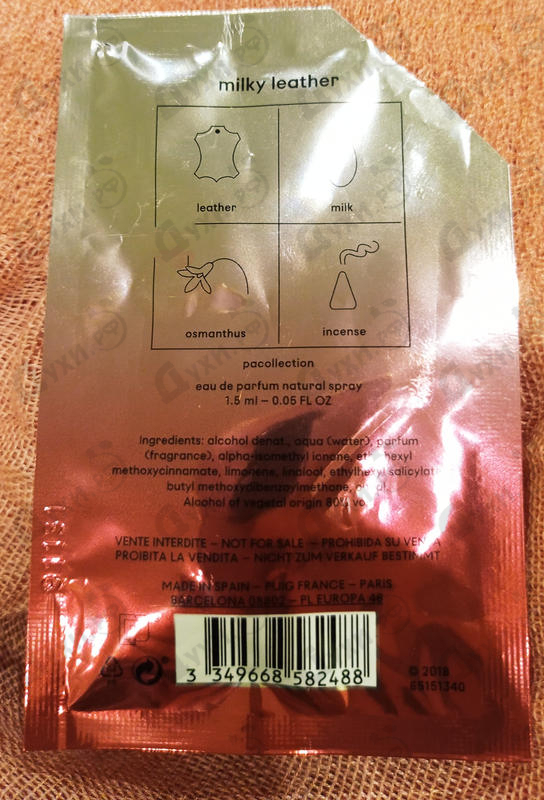 milky leather
leather
milk
osmanthus
incense
pacollection
eau de parfum natural spray
1.5 ml – 0.05 FL OZ
Ingredients: alcohol denat., aqua (water), parfum
(fragrance), alpha-isomethyl ionone, ethylhexyl
methoxycinnamate, limonene, linalool, ethylhexyl
butyl methoxydibenzoylmethane,
Alcohol of vegetal origin 80%
VENTE INTERDITE – NOT FOR SALE – PROHIBIDA SU VENTA
PROIBITA LA VENDITA – NICHT ZUM VERKAUF BESTIMMT
MADE IN SPAIN – PUIG FRANCE – PARIS
BARCELONA 08902 – PL EUROPA 46
3 349668 582488
© 2018
65151340
Духи.рф